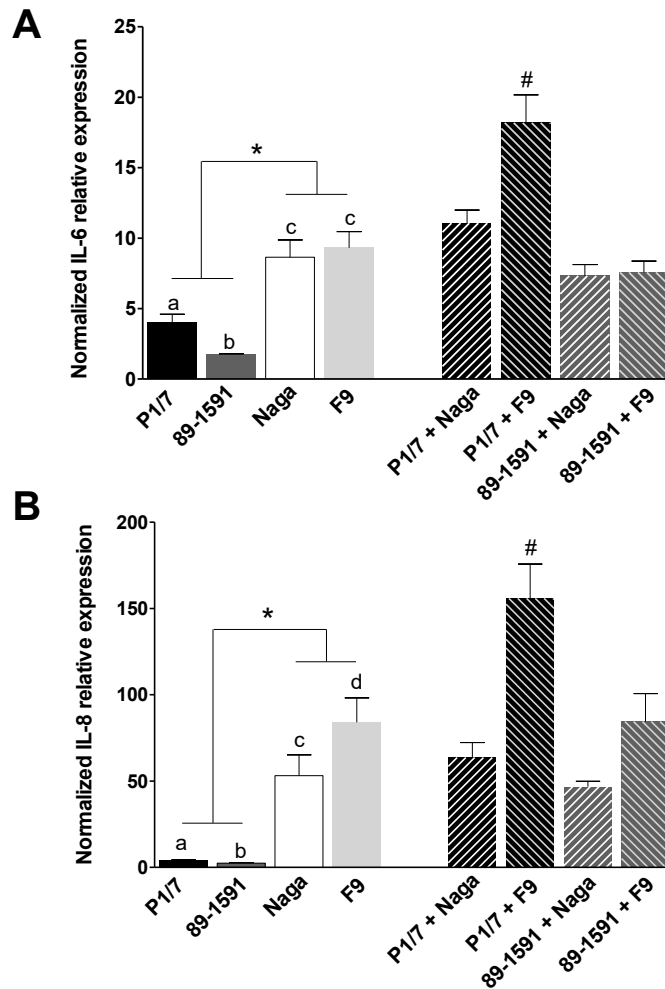 A
Normalized IL-6 relative expression
25
20
15
10
5
0
*
a
b
c
c
#
P1/7
89-1591
Naga
F9
P1/7 + Naga
P1/7 + F9
89-1591 + Naga
89-1591 + F9
B
Normalized IL-8 relative expression
200
150
100
50
0
*
a
b
c
d
#
P1/7
89-1591
Naga
F9
P1/7 + Naga
P1/7 + F9
89-1591 + Naga
89-1591 + F9